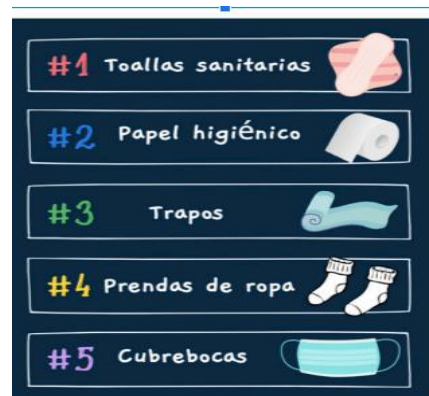 #1 Toallas sanitarias
#2 Papel higiénico
#3 Trapos
#4 Prendas de ropa
#5 Cubrebocas